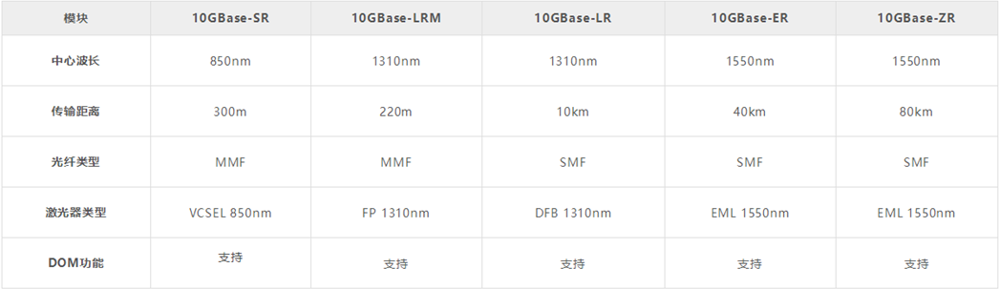 模块 10GBase-SR 10GBase-LRM 10GBase-LR 10GBase-ER 10GBase-ZR
中心波长 850nm 1310nm 1310nm 1550nm 1550nm
传输距离 300m 220m 10km 40km 80km
光纤类型 MMF MMF SMF SMF SMF
激光器类型 VCSEL 850nm FP 1310nm DFB 1310nm EML 1550nm EML 1550nm
DOM功能 支持 支持 支持 支持 支持